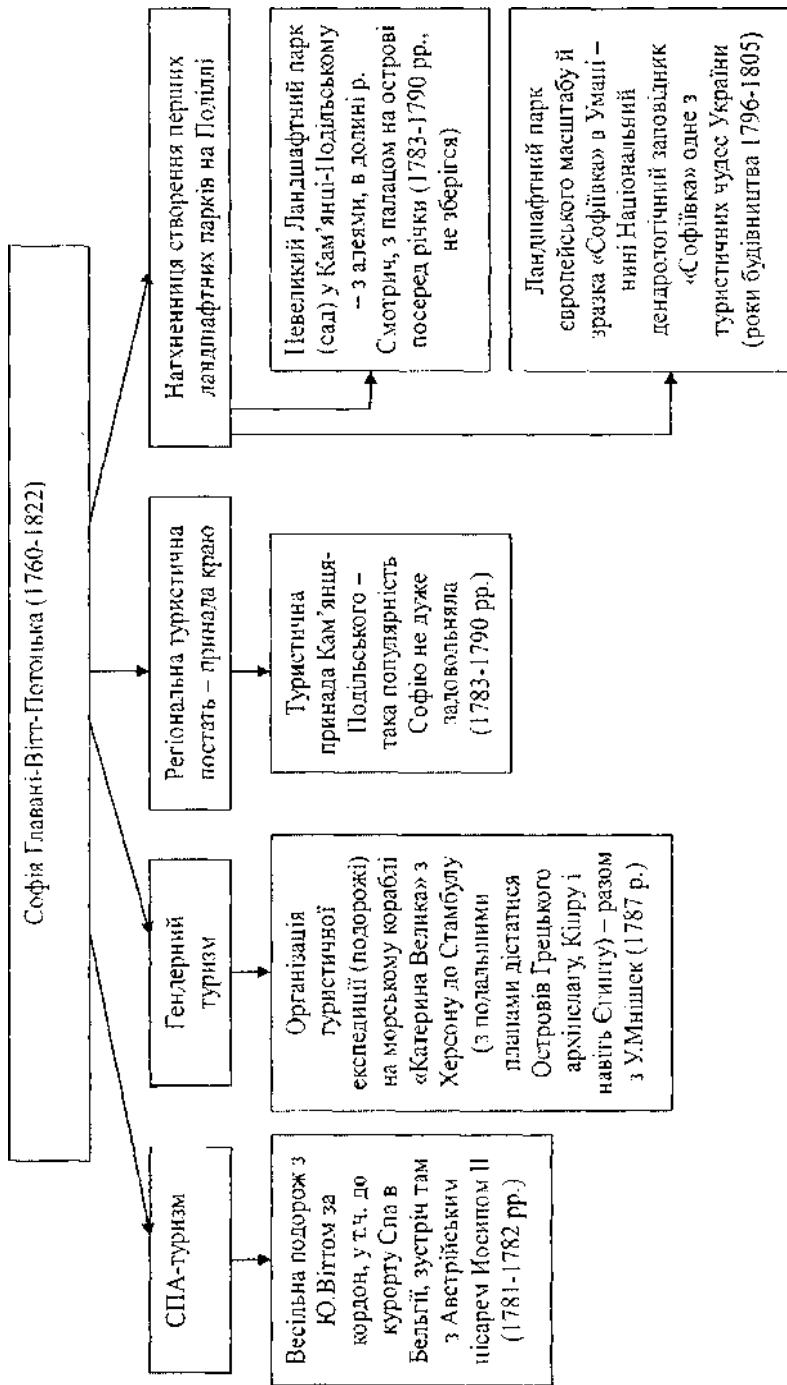 Софія Главані-Вітт-Потоцька (1760-1822)
СПА-туризм
Весільна подорож з
Ю.Віттом за
кордон, у т.ч. до
курорту Спа в
Бельгії, зустріч там
з Австрійським
цісарем Йосипом ІІ
(1781-1782 рр.)
Гендерний
туризм
Організація
туристичної
експедиції (подорожі)
на морському кораблі
«Катерина Велика» з
Херсону до Стамбулу
(з подальшими
планами дістатися
Островів Грецького
архіпелагу, Кіпру і
навіть Єгипту) – разом
з У.Мнішек (1787 р.)
Регіональна туристична
постать – принада краю
Туристична
принада Кам’янця-
Подільського –
така популярність
Софію не дуже
задовольняла
(1783-1790 рр.)
Натхненниця створення перших
ландшафтних парків на Поділлі
Невеликий Ландшафтний парк
(сад) у Кам’янці-Подільському
– з алеями, в долині р.
Смотрич, з палацом на острові
посеред річки (1783-1790 рр.,
не зберігся)
Ландшафтний парк
європейського масштабу й
зразка «Софіївка» в Умані –
нині Національний
дендрологічний заповідник
«Софіївка» одне з
туристичних чудес України
(роки будівництва 1796-1805)